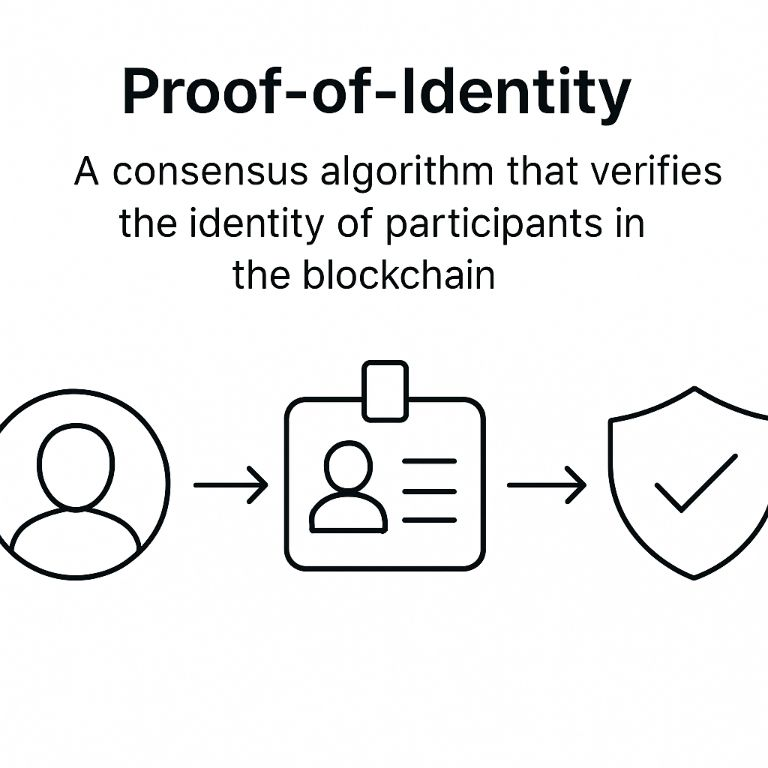 Proof-of-Identity
A consensus algorithm that verifies
the identity of participants in
the blockchain